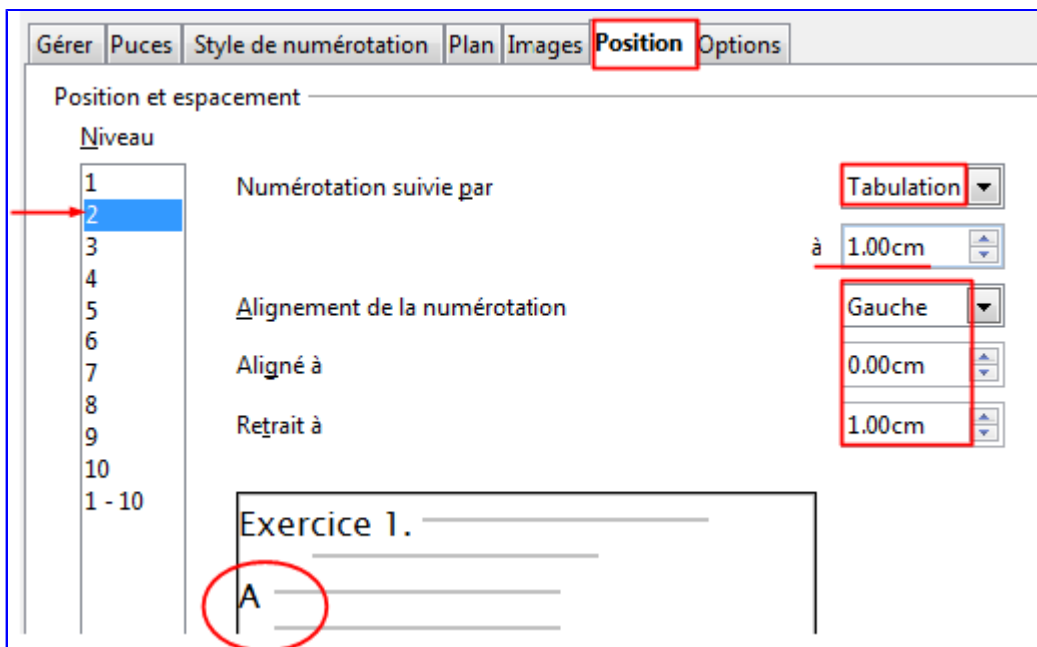 Gérer Puces Style de numérotation Plan Images Position Options
Position et espacement
Niveau
1 Numérotation suivie par Tabulation
2
3 à 1.00cm
4
5 Alignement de la numérotation Gauche
6
7 Aligné à 0.00cm
8
9 Retrait à 1.00cm
10
1 - 10
Exercice 1.
A